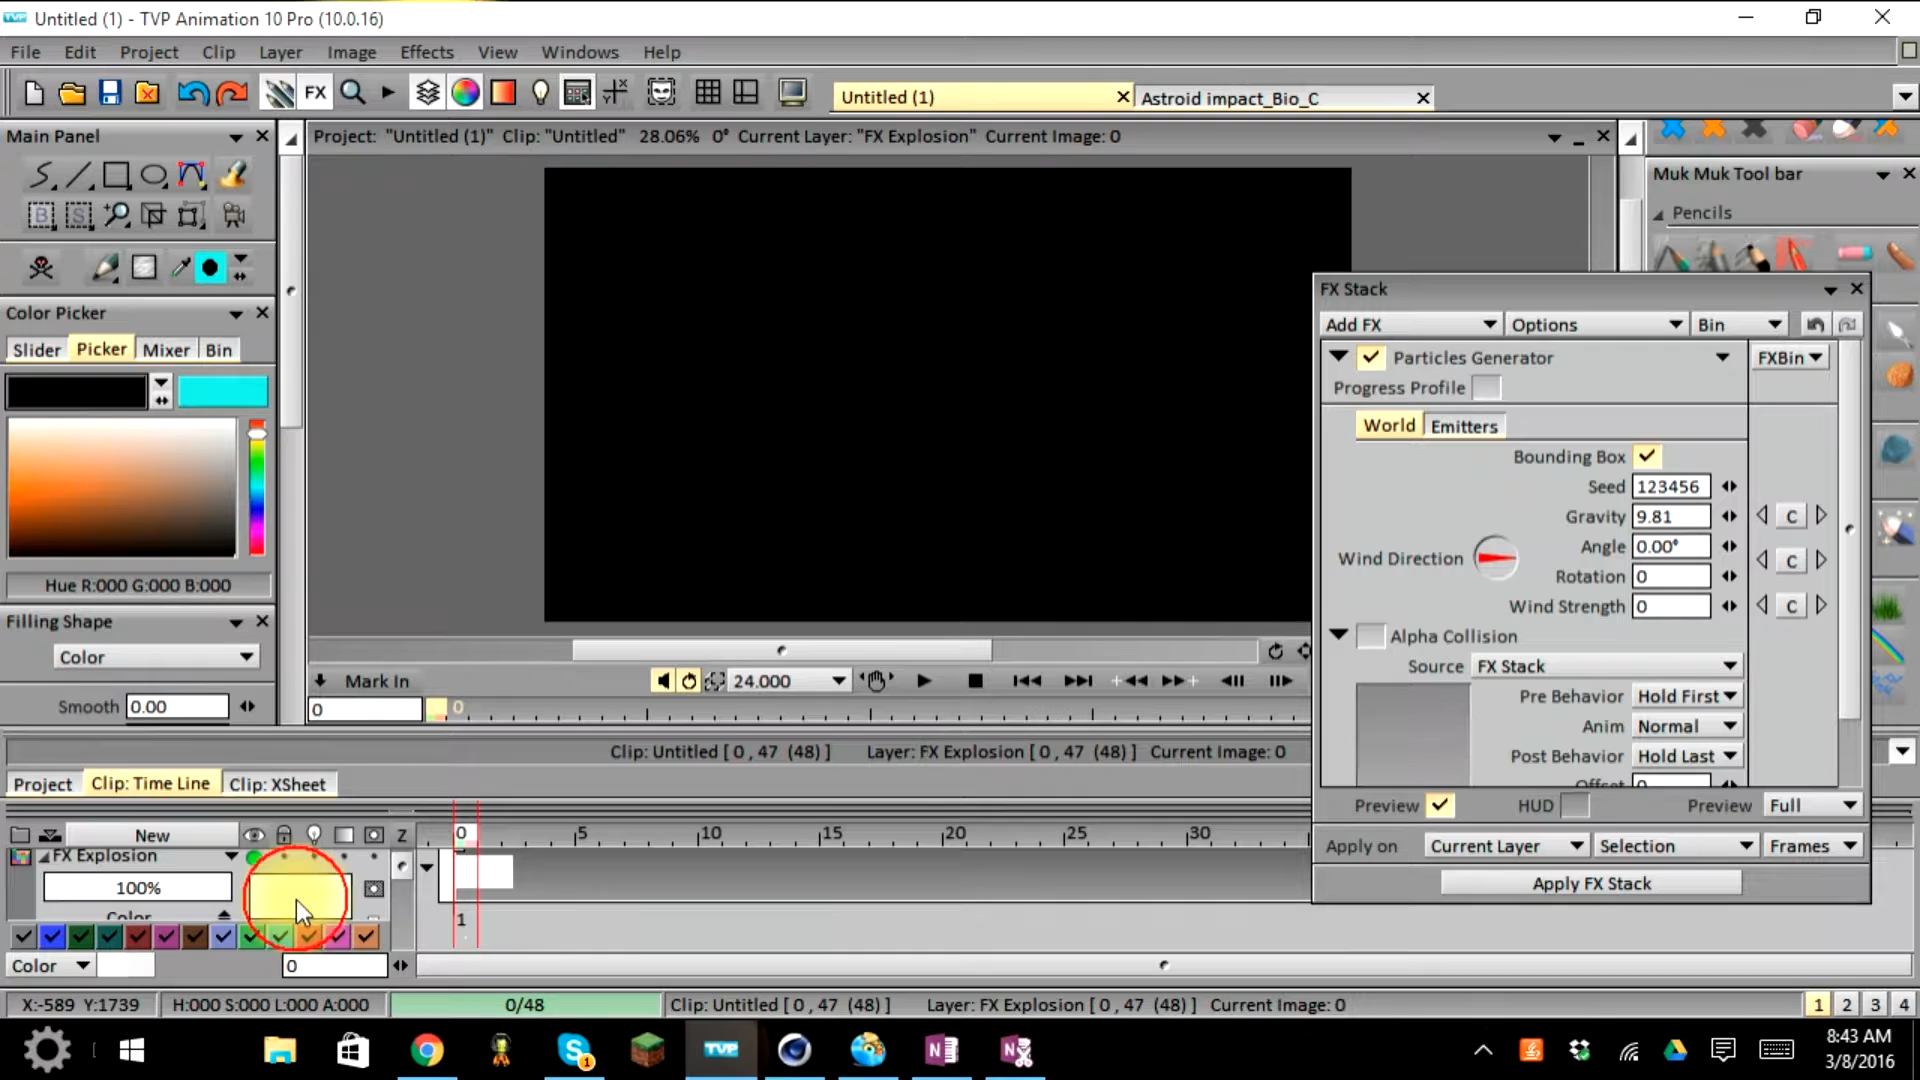 TVP Untitled (1) - TVP Animation 10 Pro (10.0.16)
File Edit Project Clip Layer Image Effects View Windows Help
FX Untitled (1) Astroid impact_Bio_C
Main Panel
Project: "Untitled (1)" Clip: "Untitled" 28.06% 0° Current Layer: "FX Explosion" Current Image: 0
Muk Muk Tool bar
Pencils
B S
FX Stack
Color Picker
Add FX Options Bin
Slider Picker Mixer Bin
Particles Generator FXBin
Progress Profile
World Emitters
Bounding Box
Seed 123456
Gravity 9.81 C
Wind Direction Angle 0.00° C
Rotation 0
Hue R:000 G:000 B:000
Wind Strength 0 C
Filling Shape
Alpha Collision
Color
Source FX Stack
Mark In 24.000
Pre Behavior Hold First
Smooth 0.00
0 0
Anim Normal
Clip: Untitled [ 0 , 47 (48) ] Layer: FX Explosion [ 0 , 47 (48) ] Current Image: 0
Post Behavior Hold Last
Project Clip: Time Line Clip: XSheet
Offset 0
Preview HUD Preview Full
New Z 0 5 10 15 20 25 30
Apply on Current Layer Selection Frames
FX Explosion
100%
Apply FX Stack
Color
1
Color 0
X:-589 Y:1739 H:000 S:000 L:000 A:000 0/48 Clip: Untitled [ 0 , 47 (48) ] Layer: FX Explosion [ 0 , 47 (48) ] Current Image: 0 1 2 3 4
S 1 TVP N N
8:43 AM
3/8/2016